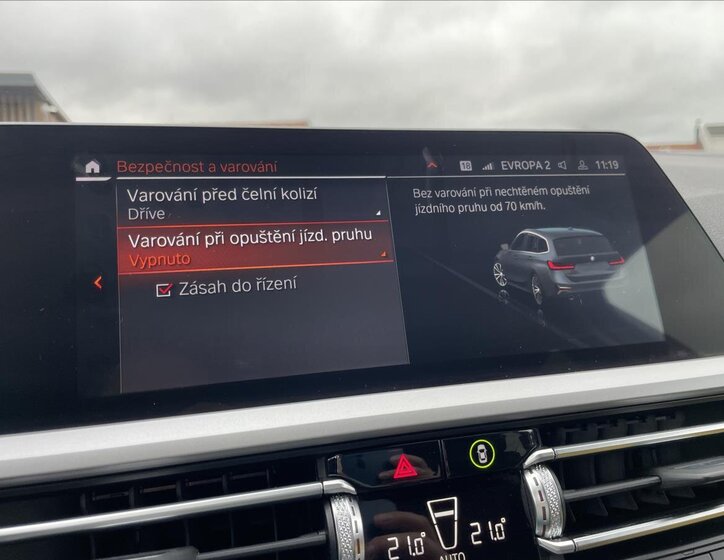 Bezpečnost a varování
18 EVROPA 2 11:19
Varování před čelní kolizí
Dříve
Varování při opuštění jízd. pruhu
Vypnuto
Zásah do řízení
Bez varování při nechtěném opuštění
jízdního pruhu od 70 km/h.
21.0° 21.0°
AUTO